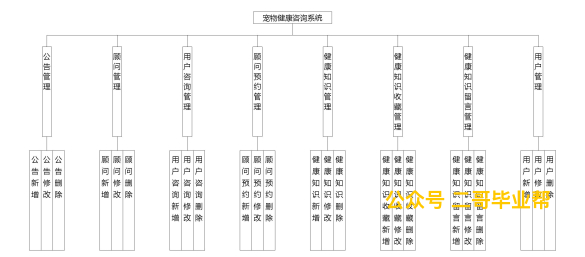 宠物健康咨询系统
公告管理
顾问管理
用户咨询管理
顾问预约管理
健康知识管理
健康知识收藏管理
健康知识留言管理
用户管理
公告新增
公告修改
公告删除
顾问新增
顾问修改
顾问删除
用户咨询新增
用户咨询修改
用户咨询删除
顾问预约新增
顾问预约修改
顾问预约删除
健康知识新增
健康知识修改
健康知识删除
健康知识收藏新增
健康知识收藏修改
健康知识收藏删除
健康知识留言新增
健康知识留言修改
健康知识留言删除
用户新增
用户修改
用户删除
公众号 一哥毕业帮